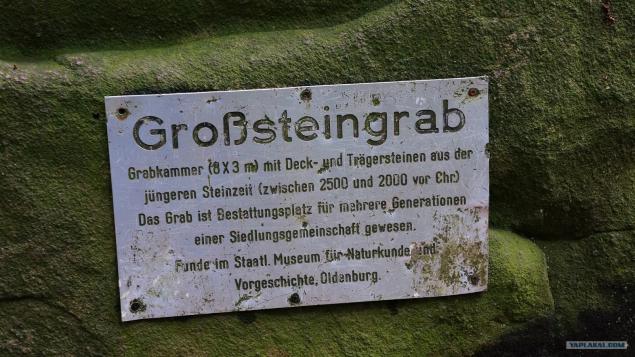 Großsteingrab
Grabkammer (8 X 3 m) mit Deck- und Trägersteinen aus der
jüngeren Steinzeit (zwischen 2500 und 2000 vor Chr.)
Das Grab ist Bestattungsplatz für mehrere Generationen
einer Siedlungsgemeinschaft gewesen.
Funde im Staatl. Museum für Naturkunde und
Vorgeschichte, Oldenburg.
YAPLAKAL.COM